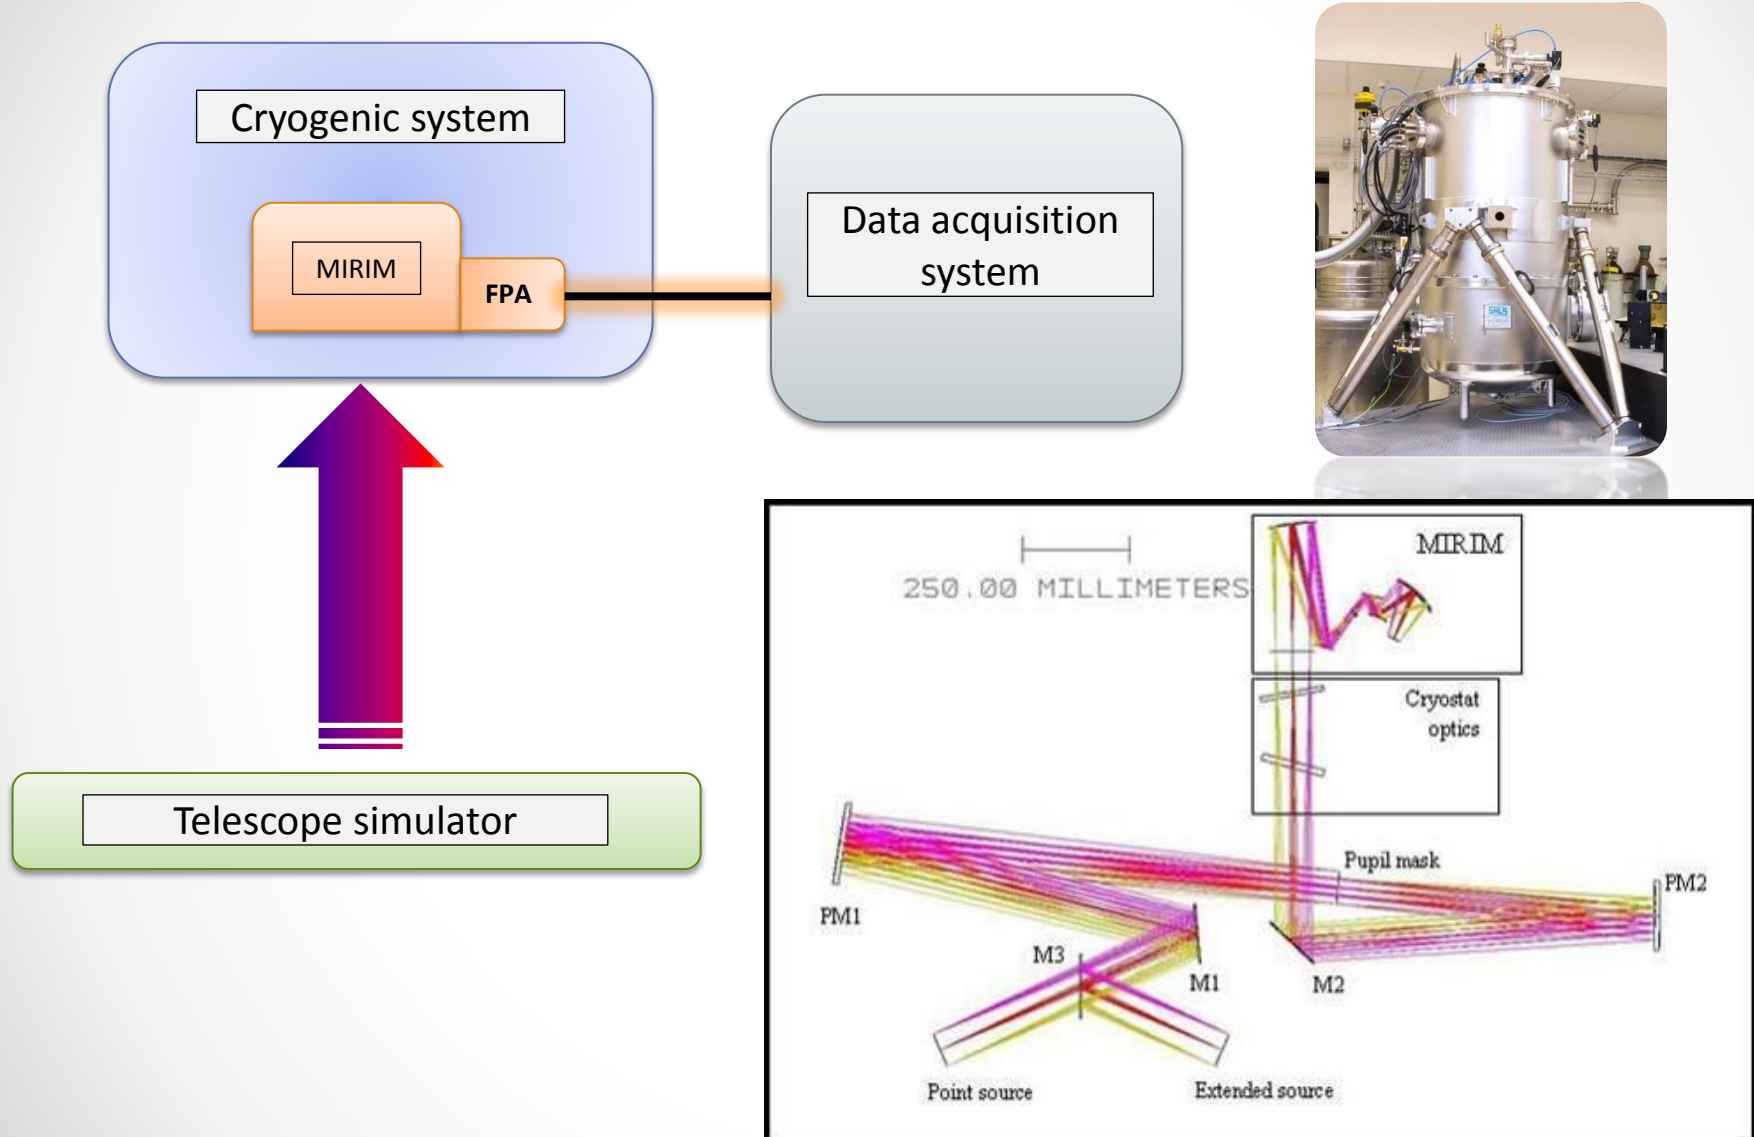 Cryogenic system
MIRIM
FPA
Data acquisition
system
Telescope simulator
250.00 MILLIMETERS
MIRIM
Cryostat
optics
Pupil mask
PM2
PM1
M3
M1
M2
Point source
Extended source